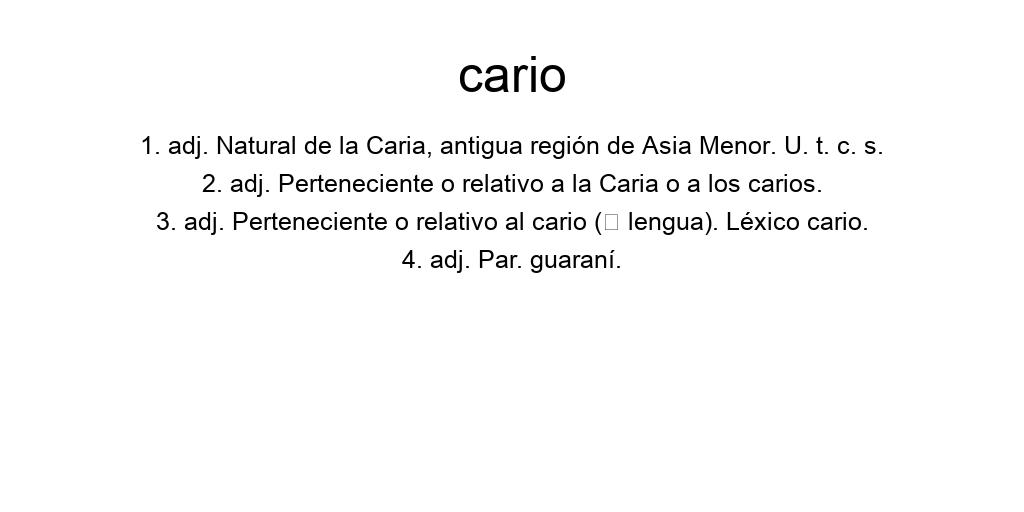 cario
1. adj. Natural de la Caria, antigua región de Asia Menor. U. t. c. s.
2. adj. Perteneciente o relativo a la Caria o a los carios.
3. adj. Perteneciente o relativo al cario (□ lengua). Léxico cario.
4. adj. Par. guaraní.